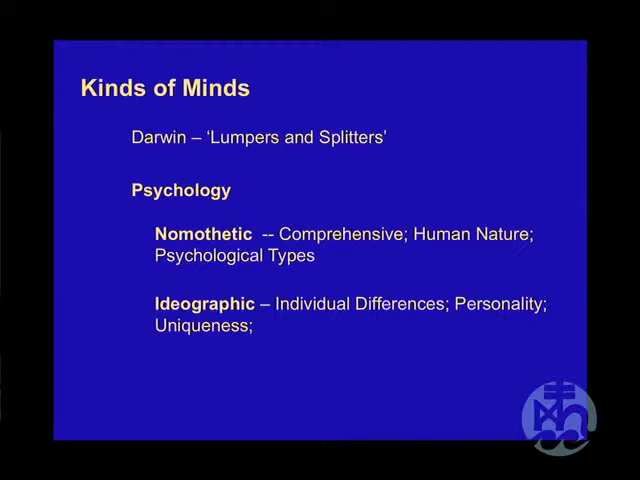 Kinds of Minds
Darwin – ‘Lumpers and Splitters’
Psychology
Nomothetic -- Comprehensive; Human Nature;
Psychological Types
Ideographic – Individual Differences; Personality;
Uniqueness;